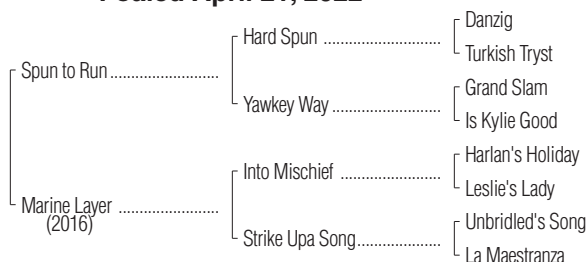 Foaled April 2022
Danzig
Hard Spun
Turkish Tryst
Spun to Run
Grand Slam
Yawkey Way
Is Kylie Good
Harlan's Holiday
Into Mischief
Leslie's Lady
Marine Layer
(2016)
Unbridled's Song
Strike Upa Song
La Maestranza